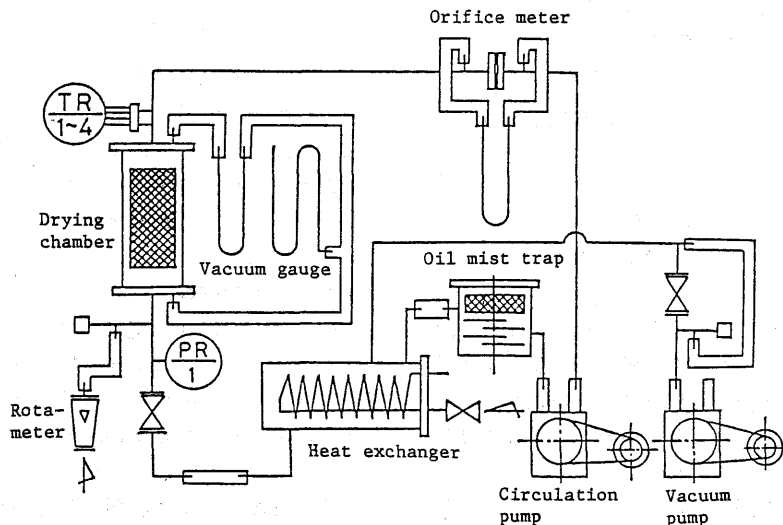 Orifice meter
TR
1~4
Drying
chamber
Vacuum gauge
Oil mist trap
PR
1
Rota-
meter
Heat exchanger
Circulation
pump
Vacuum
pump